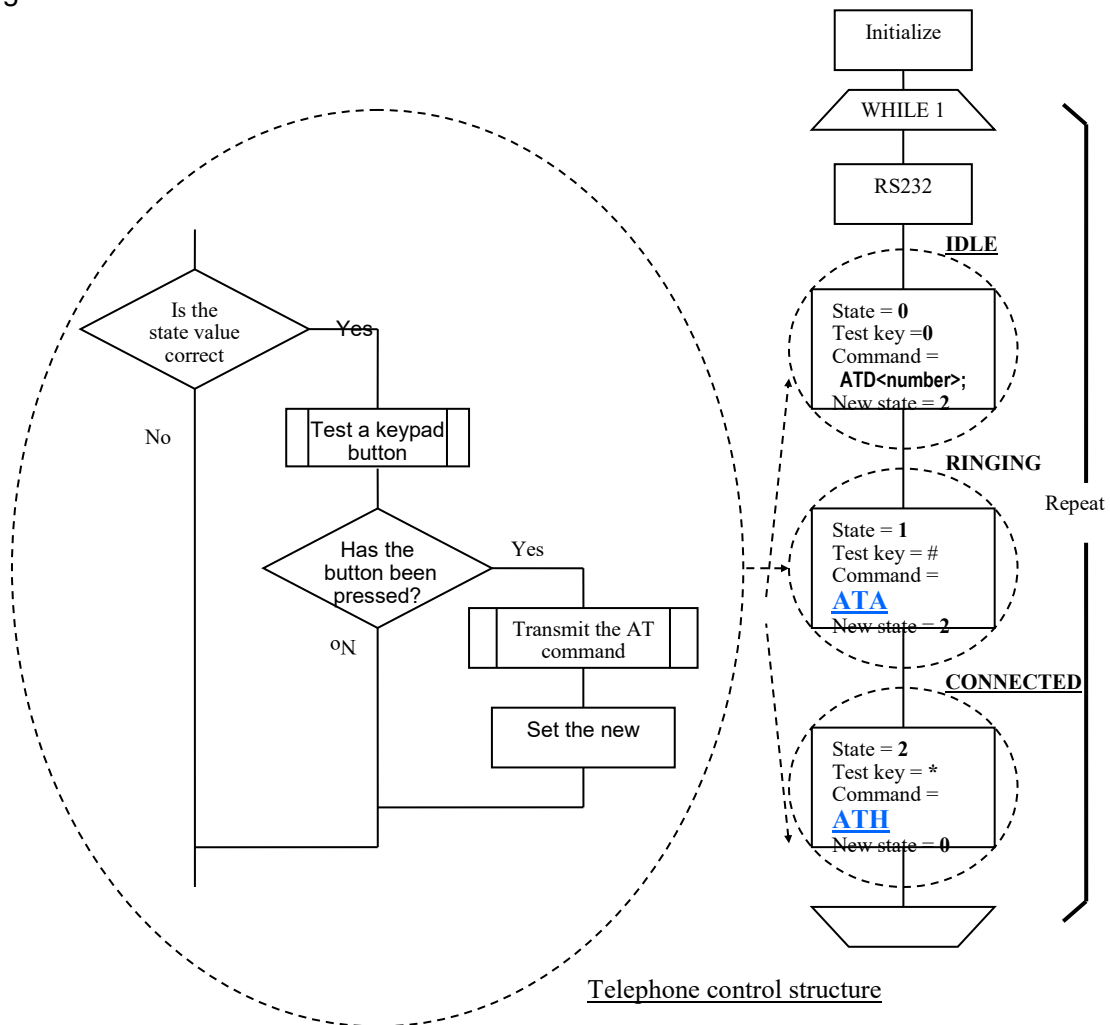 Initialize
WHILE 1
RS232
IDLE
State = 0
Test key =0
Command =
ATD<number>;
New state = 2
RINGING
State = 1
Test key = #
Command =
ATA
New state = 2
CONNECTED
State = 2
Test key = *
Command =
ATH
New state = 0
Repeat
Is the
state value
correct
Yes
No
Test a keypad
button
Has the
button been
pressed?
Yes
No
Transmit the AT
command
Set the new
Telephone control structure